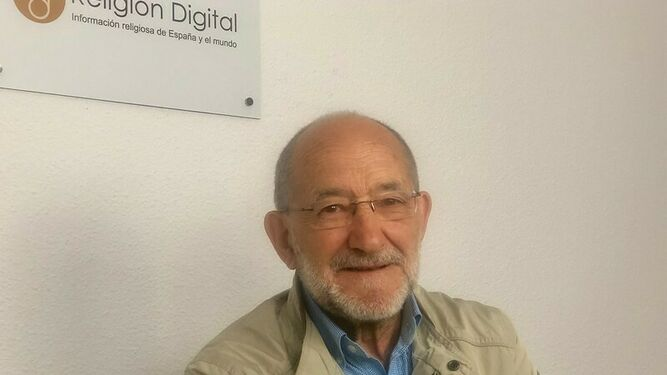 Religión Digital
Información religiosa de España y el mundo